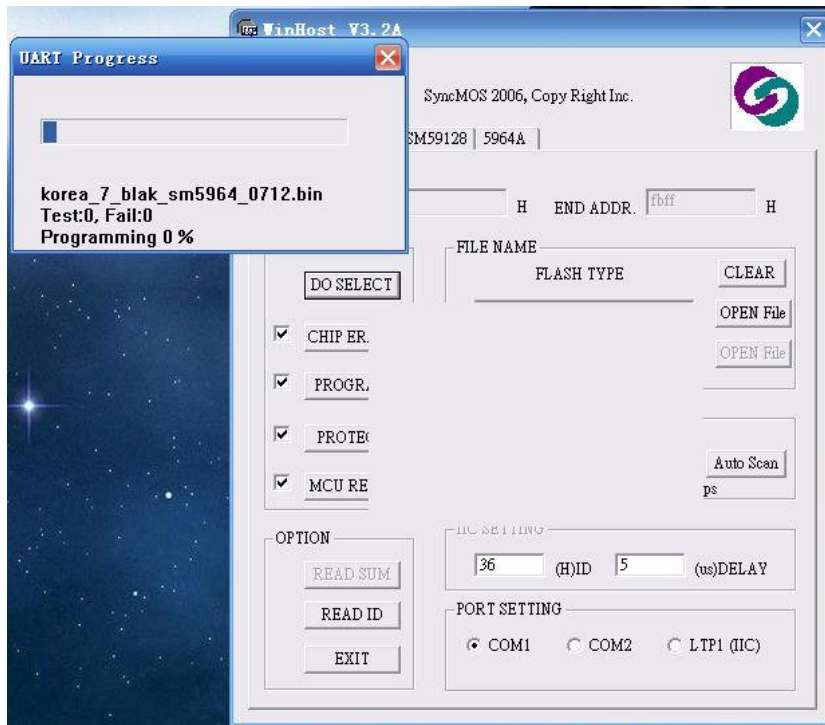 WinHost V3.2A
UART Progress
korea_7_blak_sm5964_0712.bin
Test:0, Fail:0
Programming 0 %
SyncMOS 2006, Copy Right Inc.
SM59128 5964A
H END ADDR. fbff H
FILE NAME
DO SELECT FLASH TYPE CLEAR
OPEN File
CHIP ER.
OPEN File
PROGRA
PROTE
Auto Scan
MCU RE ps
OPTION IIC SETTING
READ SUM 36 (H)ID 5 (us)DELAY
READ ID PORT SETTING
EXIT COM1 COM2 LTP1 (IIC)